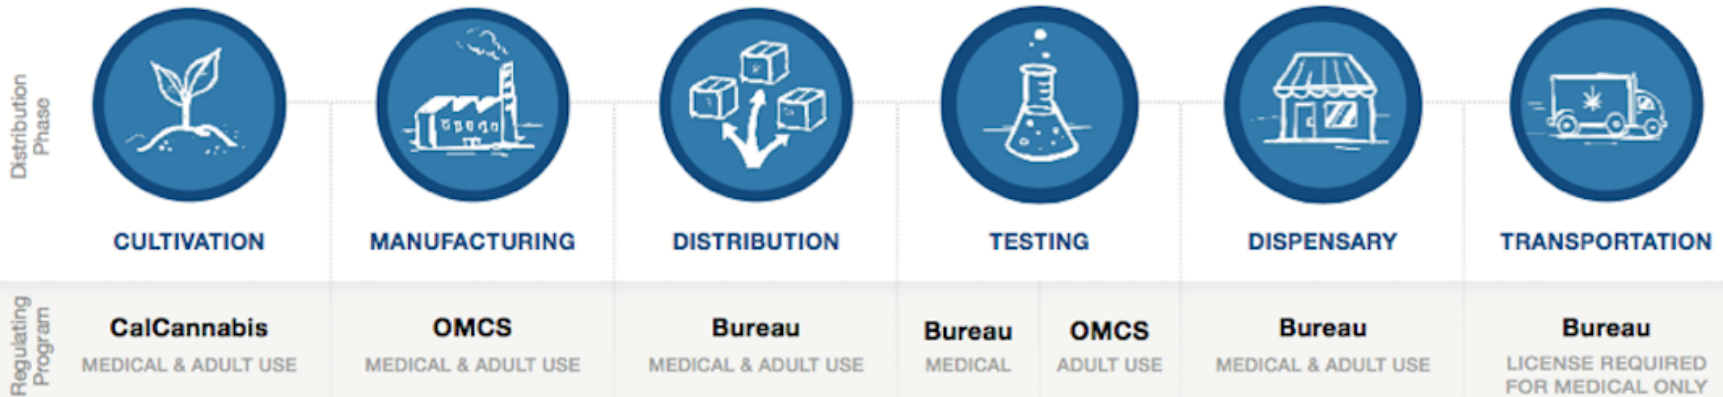 Distribution
Phase
CULTIVATION
MANUFACTURING
DISTRIBUTION
TESTING
DISPENSARY
TRANSPORTATION
Regulating
Program
CalCannabis
MEDICAL & ADULT USE
OMCS
MEDICAL & ADULT USE
Bureau
MEDICAL & ADULT USE
Bureau
MEDICAL
OMCS
ADULT USE
Bureau
MEDICAL & ADULT USE
Bureau
LICENSE REQUIRED
FOR MEDICAL ONLY